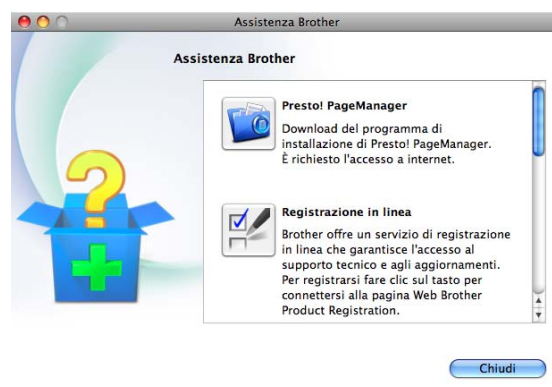 Assistenza Brother
Assistenza Brother
Presto! PageManager
Download del programma di
installazione di Presto! PageManager.
È richiesto l'accesso a internet.
Registrazione in linea
Brother offre un servizio di registrazione
in linea che garantisce l'accesso al
supporto tecnico e agli aggiornamenti.
Per registrarsi fare clic sul tasto per
connettersi alla pagina Web Brother
Product Registration.
Chiudi